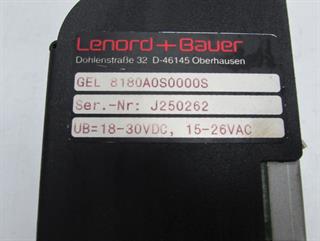 Lenord+Bauer
Dohlenstraße 32 D-46145 Oberhausen
GEL 8180A0S0000S
Ser.-Nr: J250262
UB=18-30VDC, 15-26VAC